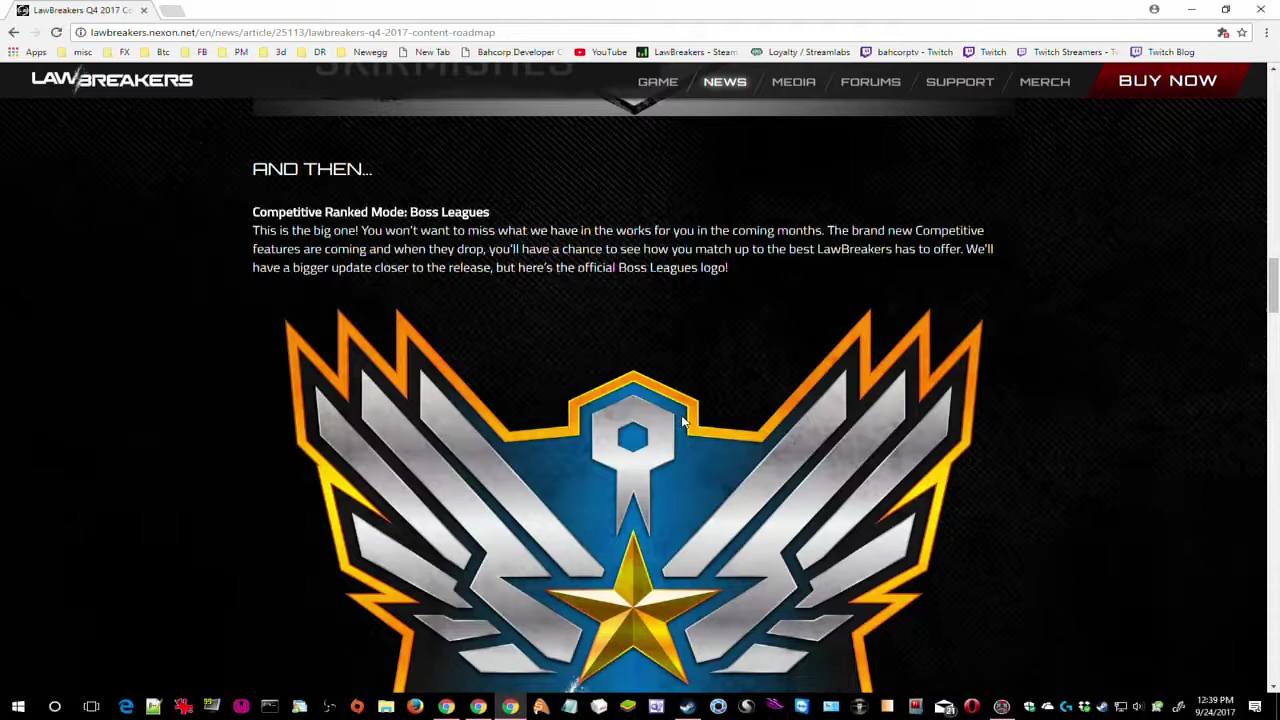 LawBreakers Q4 2017 Co
lawbreakers.nexon.net/en/news/article/25113/lawbreakers-q4-2017-content-roadmap
Apps misc FX Btc FB PM 3d DR Newegg New Tab Bahcorp.Developer C YouTube LawBreakers - Steam Loyalty / Streamlabs bahcorptv - Twitch Twitch Twitch Streamers - T Twitch Blog
LAWBREAKERS GAME NEWS MEDIA FORUMS SUPPORT MERCH BUY NOW
SKIRMISHES
AND THEN...
Competitive Ranked Mode: Boss Leagues
This is the big one! You won't want to miss what we have in the works for you in the coming months. The brand new Competitive
features are coming and when they drop, you'll have a chance to see how you match up to the best LawBreakers has to offer. We'll
have a bigger update closer to the release, but here's the official Boss Leagues logo!
12:39 PM
9/24/2017